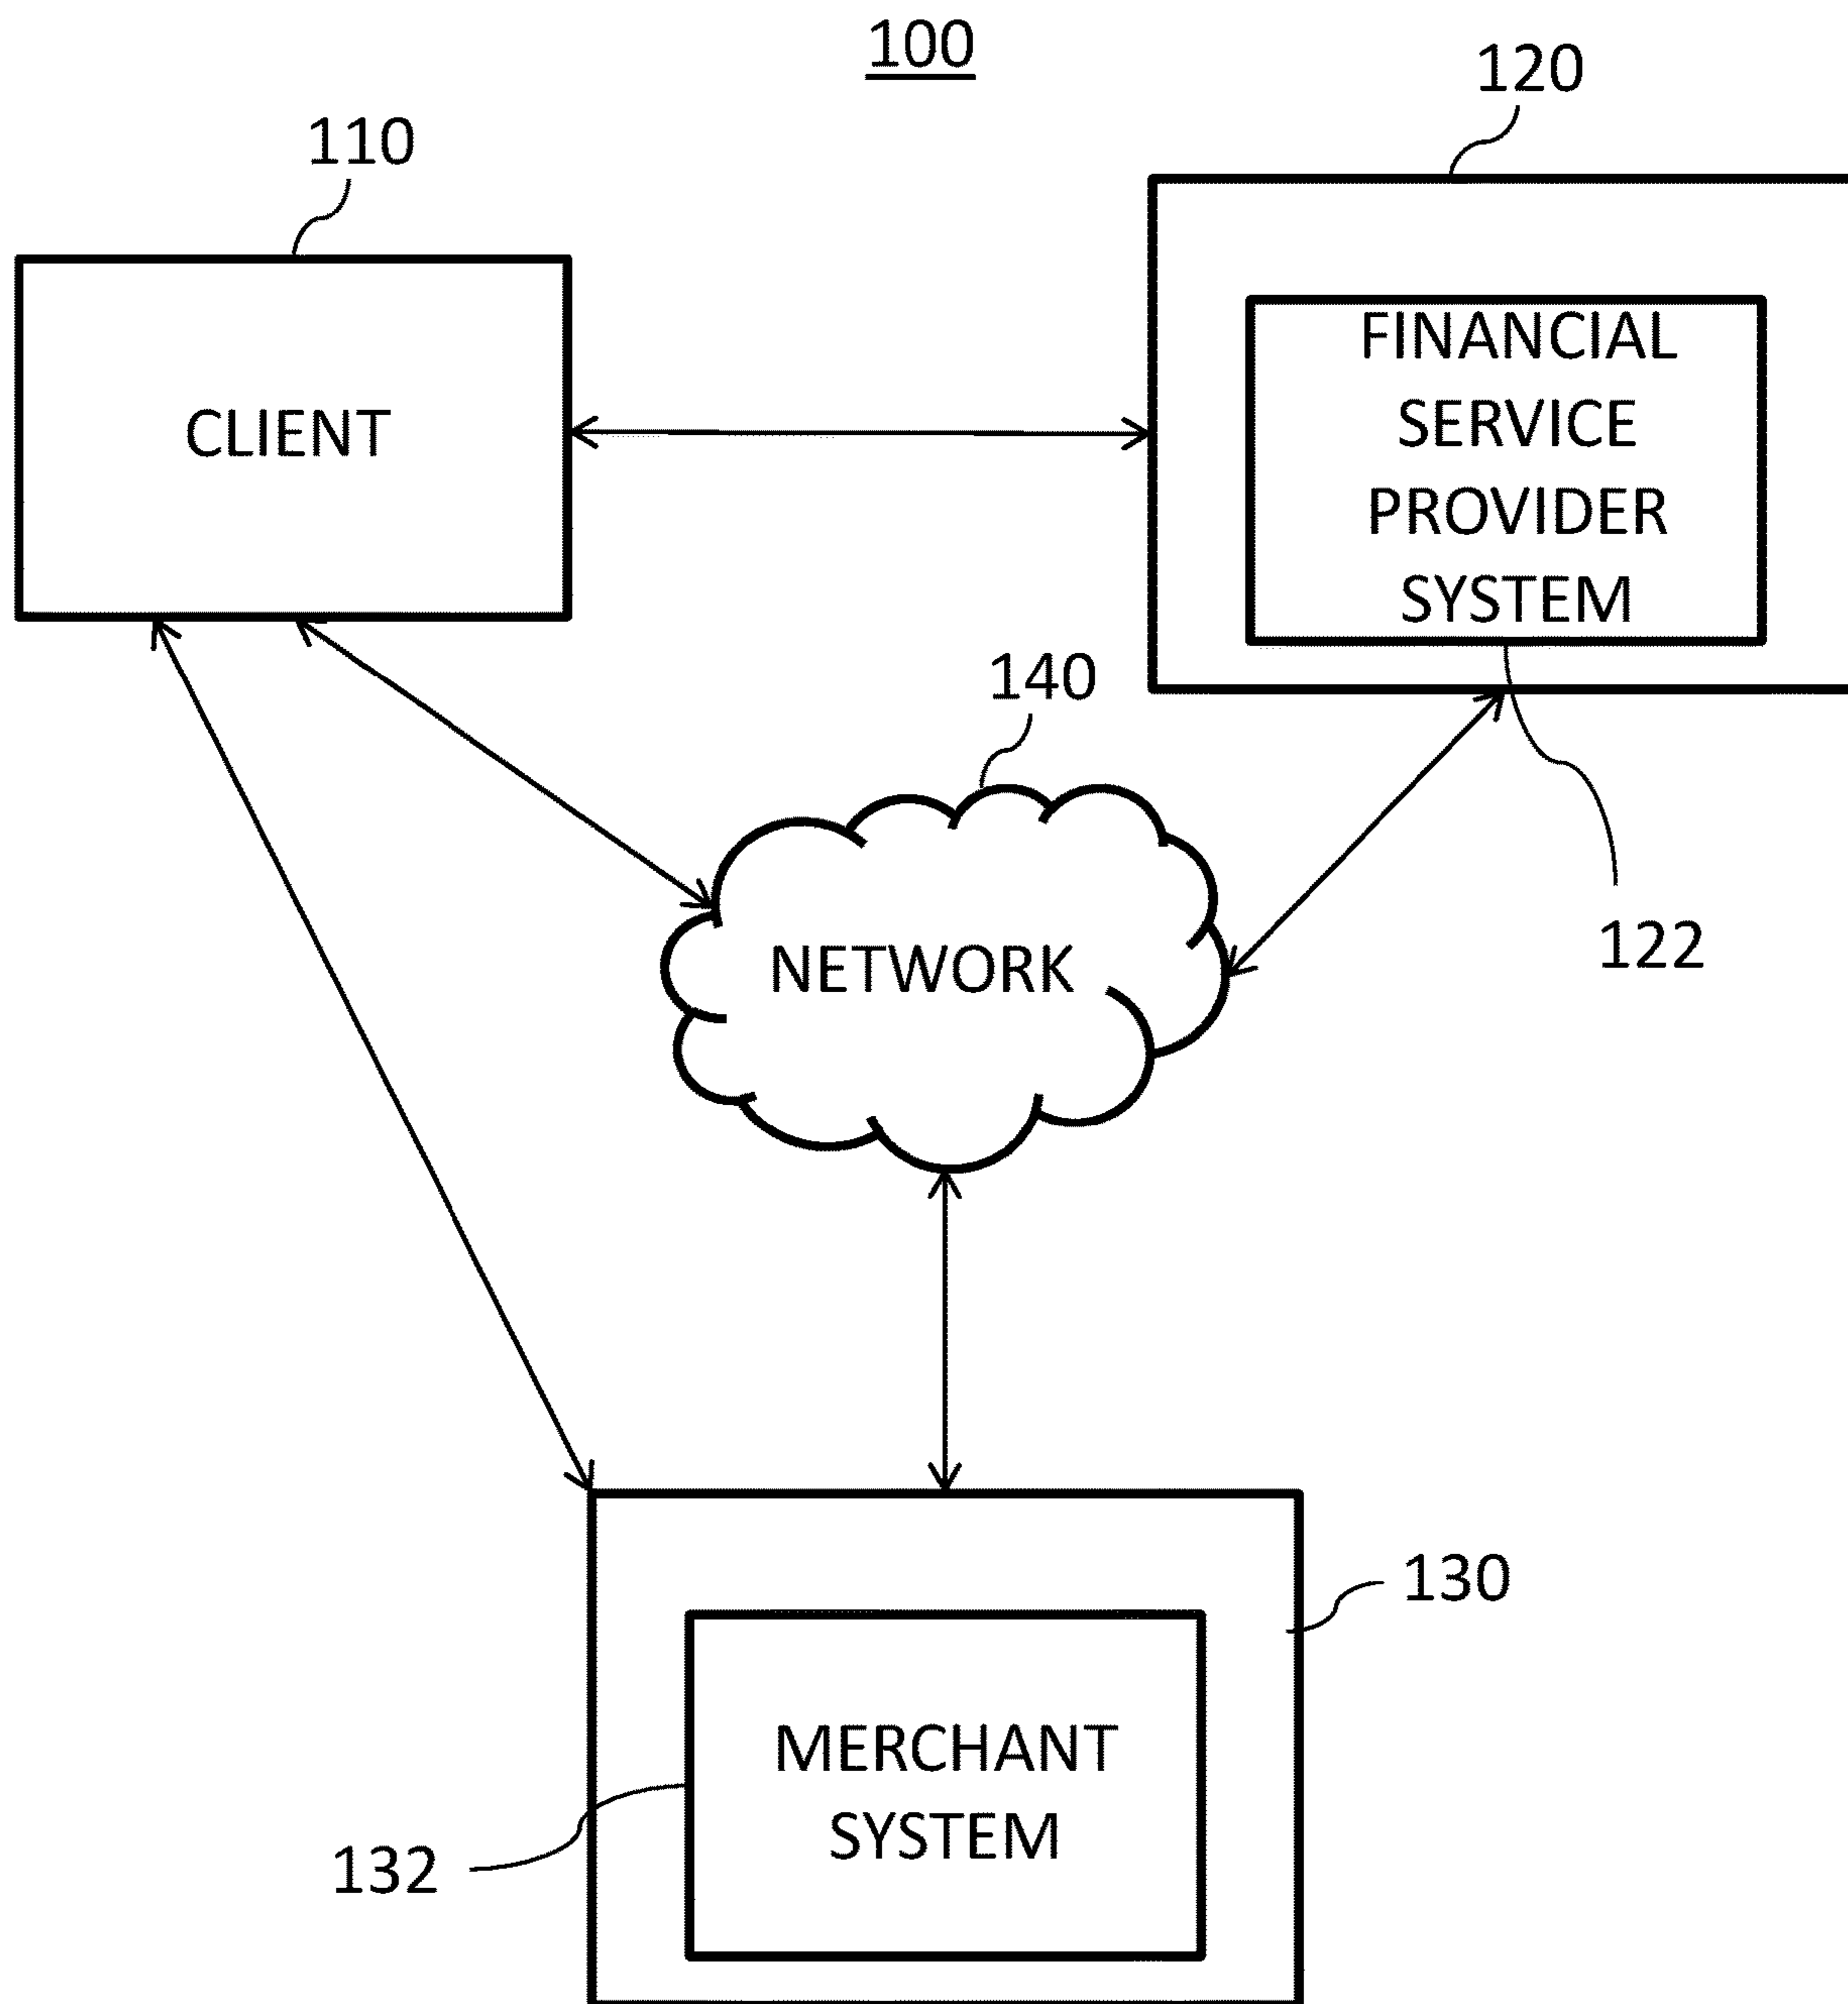 100
120
110
FINANCIAL
SERVICE
PROVIDER
SYSTEM
CLIENT
140
122
NETWORK
130
MERCHANT
SYSTEM
132